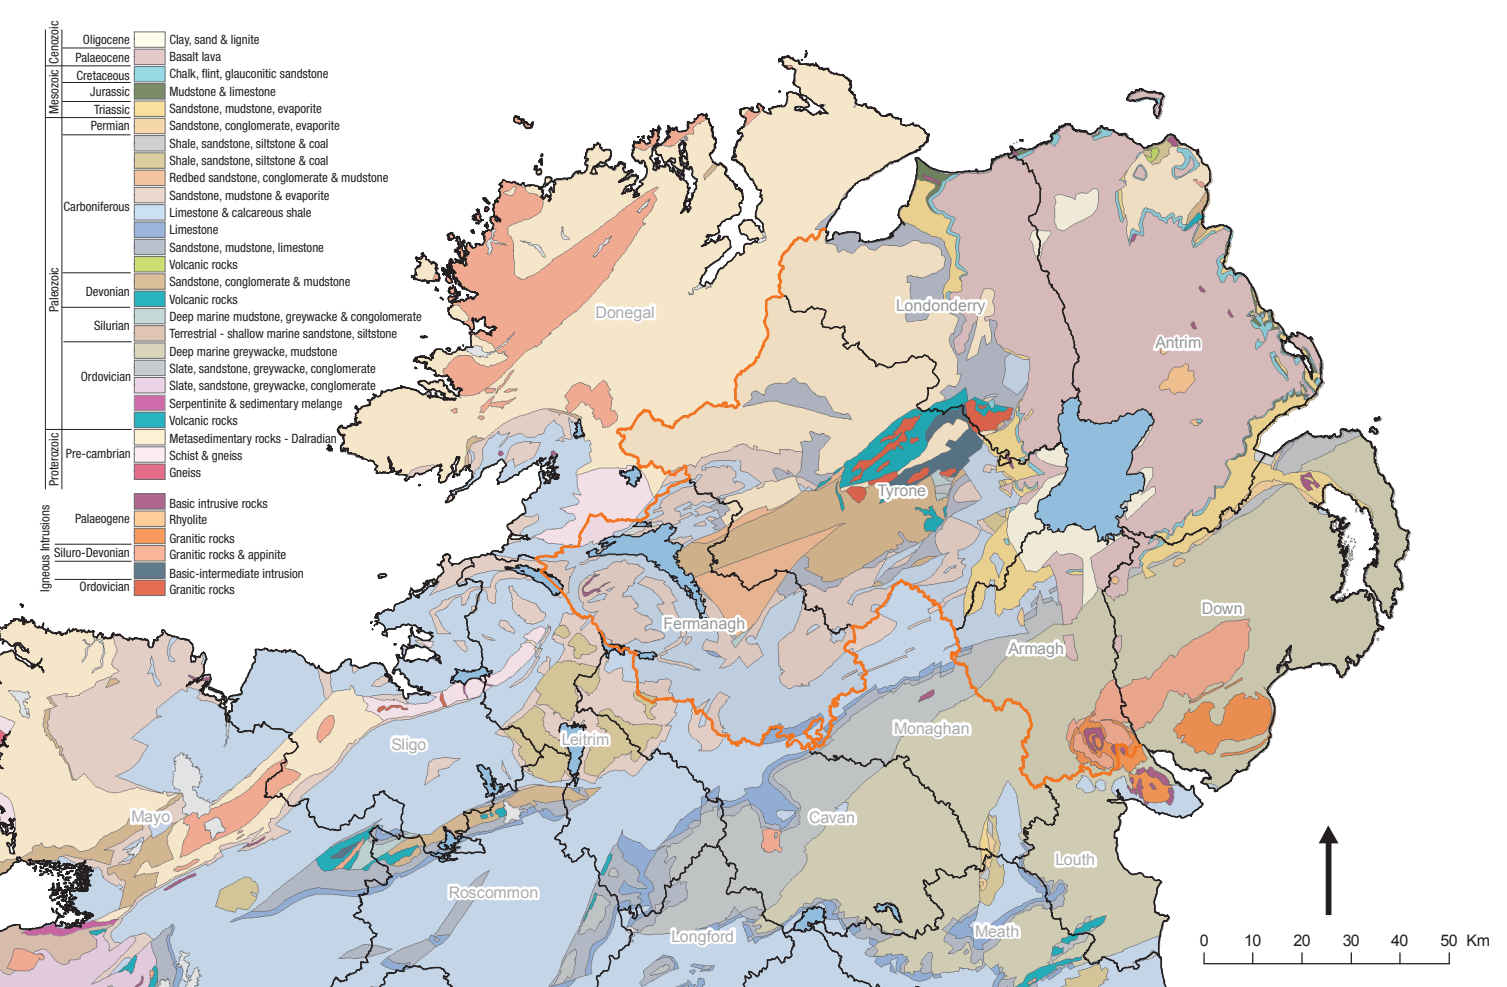 Cenozoic
Oligocene Clay, sand & lignite
Palaeocene Basalt lava
Mesozoic
Cretaceous Chalk, flint, glauconitic sandstone
Jurassic Mudstone & limestone
Triassic Sandstone, mudstone, evaporite
Paleozoic
Permian Sandstone, conglomerate, evaporite
Shale, sandstone, siltstone & coal
Shale, sandstone, siltstone & coal
Redbed sandstone, conglomerate & mudstone
Sandstone, mudstone & evaporite
Carboniferous Limestone & calcareous shale
Limestone
Sandstone, mudstone, limestone
Volcanic rocks
Sandstone, conglomerate & mudstone
Devonian Volcanic rocks
Deep marine mudstone, greywacke & congolomerate
Silurian Terrestrial - shallow marine sandstone, siltstone
Deep marine greywacke, mudstone
Slate, sandstone, greywacke, conglomerate
Ordovician Slate, sandstone, greywacke, conglomerate
Serpentinite & sedimentary melange
Volcanic rocks
Proterozoic
Metasedimentary rocks - Dalradian
Pre-cambrian Schist & gneiss
Gneiss
Igneous Intrusions
Basic intrusive rocks
Palaeogene Rhyolite
Granitic rocks
Siluro-Devonian Granitic rocks & appinite
Basic-intermediate intrusion
Ordovician Granitic rocks
Donegal
Londonderry
Antrim
Tyrone
Fermanagh
Down
Armagh
Monaghan
Leitrim
Sligo
Mayo
Cavan
Louth
Roscommon
Longford
Meath
0 10 20 30 40 50 Km